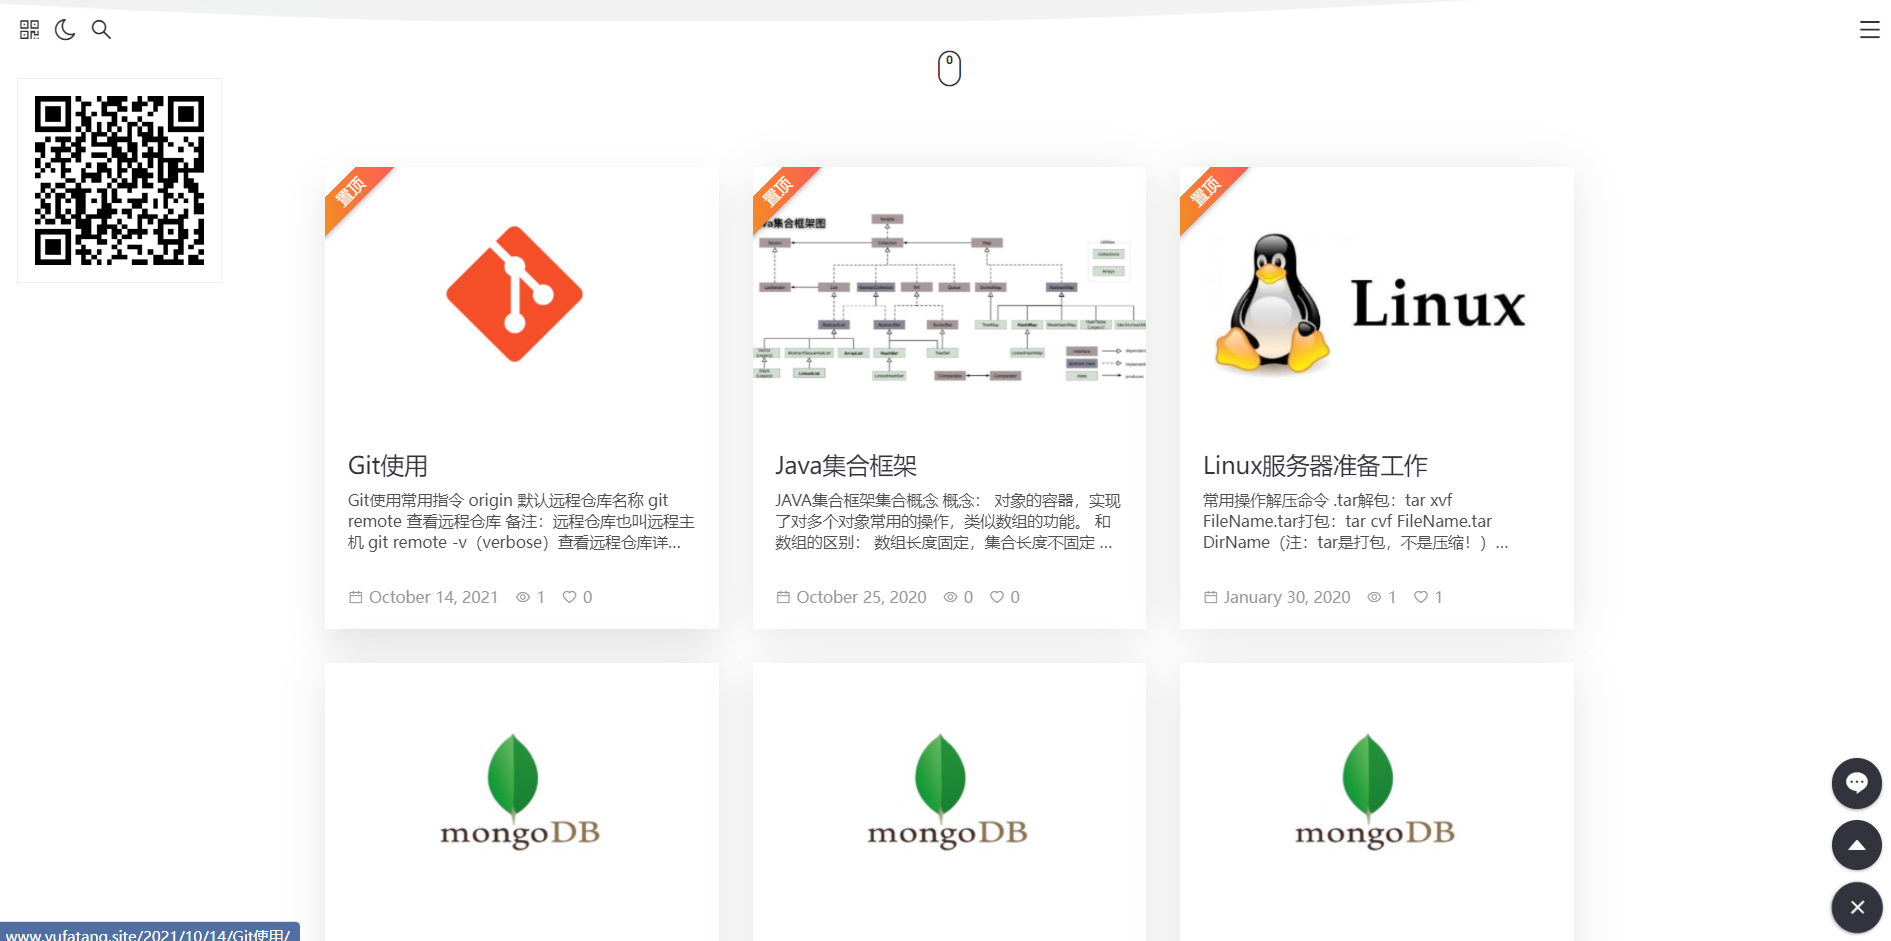 0
置顶
置顶
置顶
va集合框架图
Linux
Git使用
Git使用常用指令 origin 默认远程仓库名称 git
remote 查看远程仓库 备注：远程仓库也叫远程主
机 git remote -v（verbose）查看远程仓库详...
October 14, 2021 1 0
Java集合框架
JAVA集合框架集合概念 概念： 对象的容器，实现
了对多个对象常用的操作，类似数组的功能。 和
数组的区别： 数组长度固定，集合长度不固定 ...
October 25, 2020 0 0
Linux服务器准备工作
常用操作解压命令 .tar解包：tar xvf
FileName.tar打包：tar cvf FileName.tar
DirName（注：tar是打包，不是压缩！）...
January 30, 2020 1 1
mongoDB
mongoDB
mongoDB
www.yufatang.site/2021/10/14/Git使用/